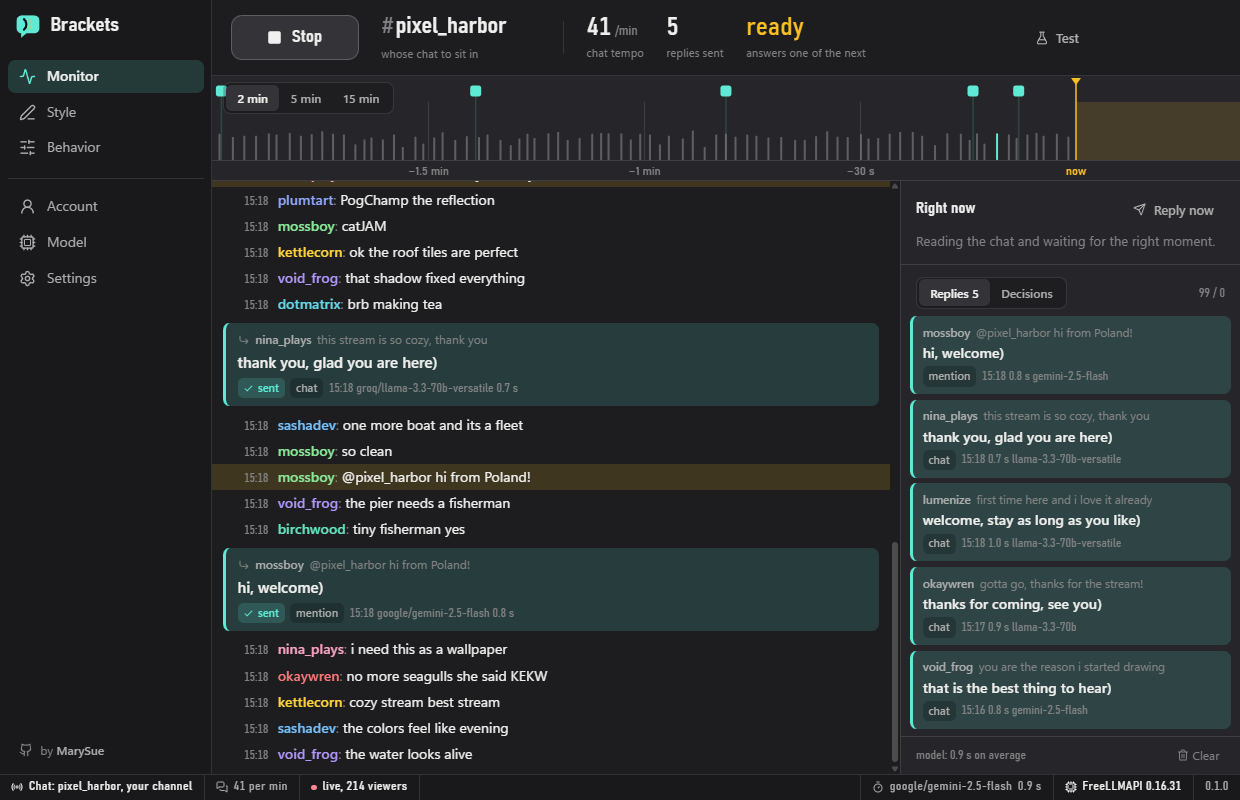 Brackets
Monitor
Style
Behavior
Account
Model
Settings
by MarySue
Stop
#pixel_harbor
whose chat to sit in
41 /min
chat tempo
5
replies sent
ready
answers one of the next
Test
2 min 5 min 15 min
−1.5 min −1 min −30 s now
15:18 plumtart: PogChamp the reflection
15:18 mossboy: catJAM
15:18 kettlecorn: ok the roof tiles are perfect
15:18 void_frog: that shadow fixed everything
15:18 dotmatrix: brb making tea
nina_plays this stream is so cozy, thank you
thank you, glad you are here)
sent chat 15:18 groq/llama-3.3-70b-versatile 0.7 s
15:18 sashadev: one more boat and its a fleet
15:18 mossboy: so clean
15:18 mossboy: @pixel_harbor hi from Poland!
15:18 void_frog: the pier needs a fisherman
15:18 birchwood: tiny fisherman yes
mossboy @pixel_harbor hi from Poland!
hi, welcome)
sent mention 15:18 google/gemini-2.5-flash 0.8 s
15:18 nina_plays: i need this as a wallpaper
15:18 okaywren: no more seagulls she said KEKW
15:18 kettlecorn: cozy stream best stream
15:18 sashadev: the colors feel like evening
15:18 void_frog: the water looks alive
Right now
Reply now
Reading the chat and waiting for the right moment.
Replies 5 Decisions 99 / 0
mossboy @pixel_harbor hi from Poland!
hi, welcome)
mention 15:18 0.8 s gemini-2.5-flash
nina_plays this stream is so cozy, thank you
thank you, glad you are here)
chat 15:18 0.7 s llama-3.3-70b-versatile
lumenize first time here and i love it already
welcome, stay as long as you like)
chat 15:18 1.0 s llama-3.3-70b-versatile
okaywren gotta go, thanks for the stream!
thanks for coming, see you)
chat 15:17 0.9 s llama-3.3-70b
void_frog you are the reason i started drawing
that is the best thing to hear)
chat 15:16 0.8 s gemini-2.5-flash
model: 0.9 s on average
Clear
Chat: pixel_harbor, your channel 41 per min live, 214 viewers google/gemini-2.5-flash 0.9 s FreeLLMAPI 0.16.31 0.1.0